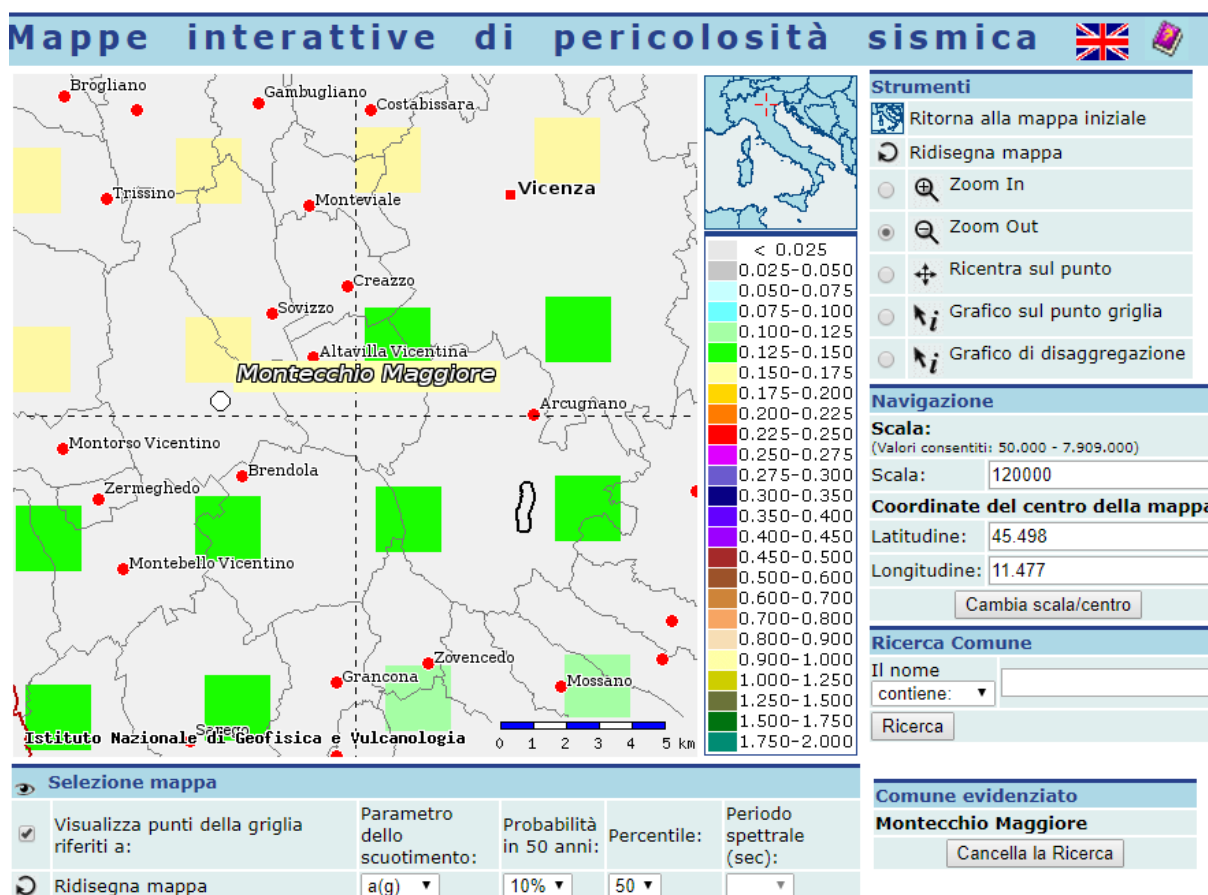 Mappe interattive di pericolosità sismica
Brogliano
Gambugliano
Costabissara
Trissino
Monteviale
Vicenza
Creazzo
Sovizzo
Altavilla Vicentina
Montecchio Maggiore
Arcugnano
Montorso Vicentino
Brendola
Zermeghedo
Montebello Vicentino
Zovencedo
Grancona
Mossano
Sarego
Istituto Nazionale di Geofisica e Vulcanologia
0 1 2 3 4 5 km
< 0.025
0.025-0.050
0.050-0.075
0.075-0.100
0.100-0.125
0.125-0.150
0.150-0.175
0.175-0.200
0.200-0.225
0.225-0.250
0.250-0.275
0.275-0.300
0.300-0.350
0.350-0.400
0.400-0.450
0.450-0.500
0.500-0.600
0.600-0.700
0.700-0.800
0.800-0.900
0.900-1.000
1.000-1.250
1.250-1.500
1.500-1.750
1.750-2.000
Strumenti
Ritorna alla mappa iniziale
Ridisegna mappa
Zoom In
Zoom Out
Ricentra sul punto
Grafico sul punto griglia
Grafico di disaggregazione
Navigazione
Scala:
(Valori consentiti: 50.000 - 7.909.000)
Scala: 120000
Coordinate del centro della mappa
Latitudine: 45.498
Longitudine: 11.477
Cambia scala/centro
Ricerca Comune
Il nome
contiene:
Ricerca
Selezione mappa
Visualizza punti della griglia
riferiti a:
Parametro
dello
scuotimento:
Probabilità
in 50 anni:
Percentile:
Periodo
spettrale
(sec):
Ridisegna mappa
a(g)
10%
50
Comune evidenziato
Montecchio Maggiore
Cancella la Ricerca